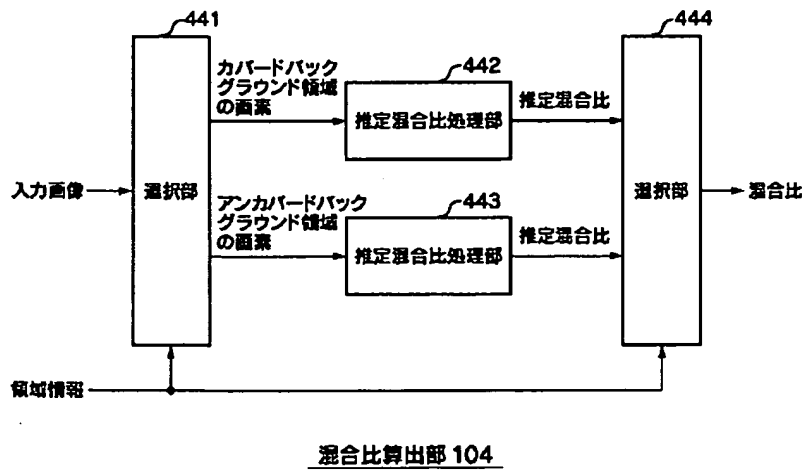 441
444
カバードバック
グラウンド領域
の画素
442
推定混合比
推定混合比処理部
入力画像
選択部
選択部
混合比
アンカバードバック
グラウンド領域
の画素
443
推定混合比
推定混合比処理部
領域情報
混合比算出部 104